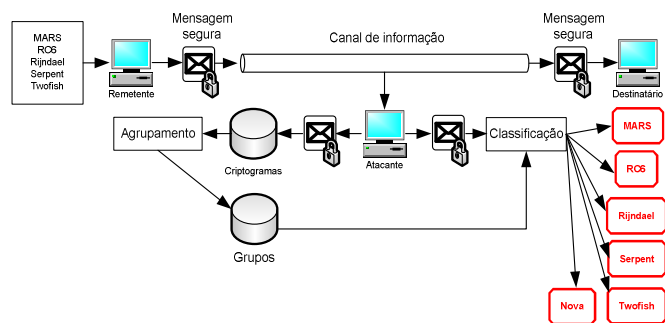 MARS
RC6
Rijndael
Serpent
Twofish
Remetente
Mensagem
segura
Canal de informação
Mensagem
segura
Destinatário
Agrupamento
Criptogramas
Atacante
Classificação
Grupos
MARS
RC6
Rijndael
Serpent
Twofish
Nova